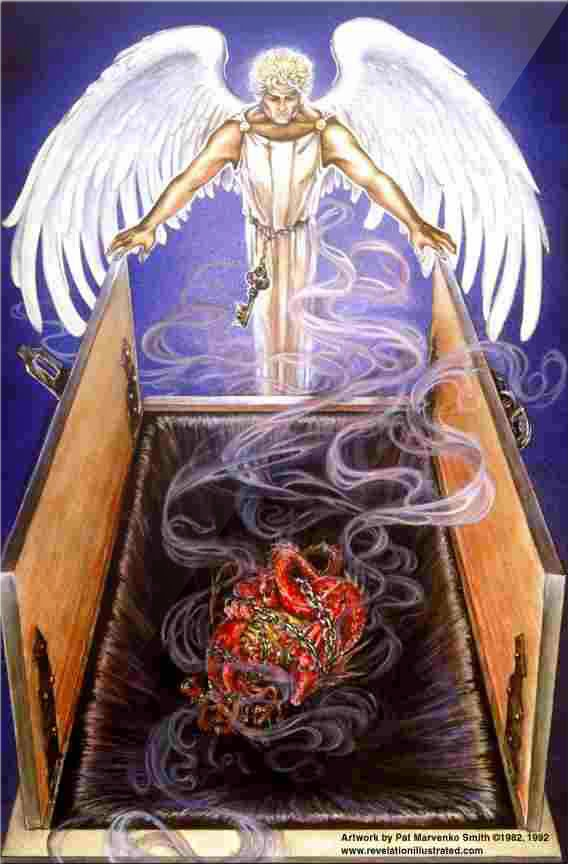 Artwork by Pat Marvenko Smith ©1982, 1992
www.revelationillustrated.com